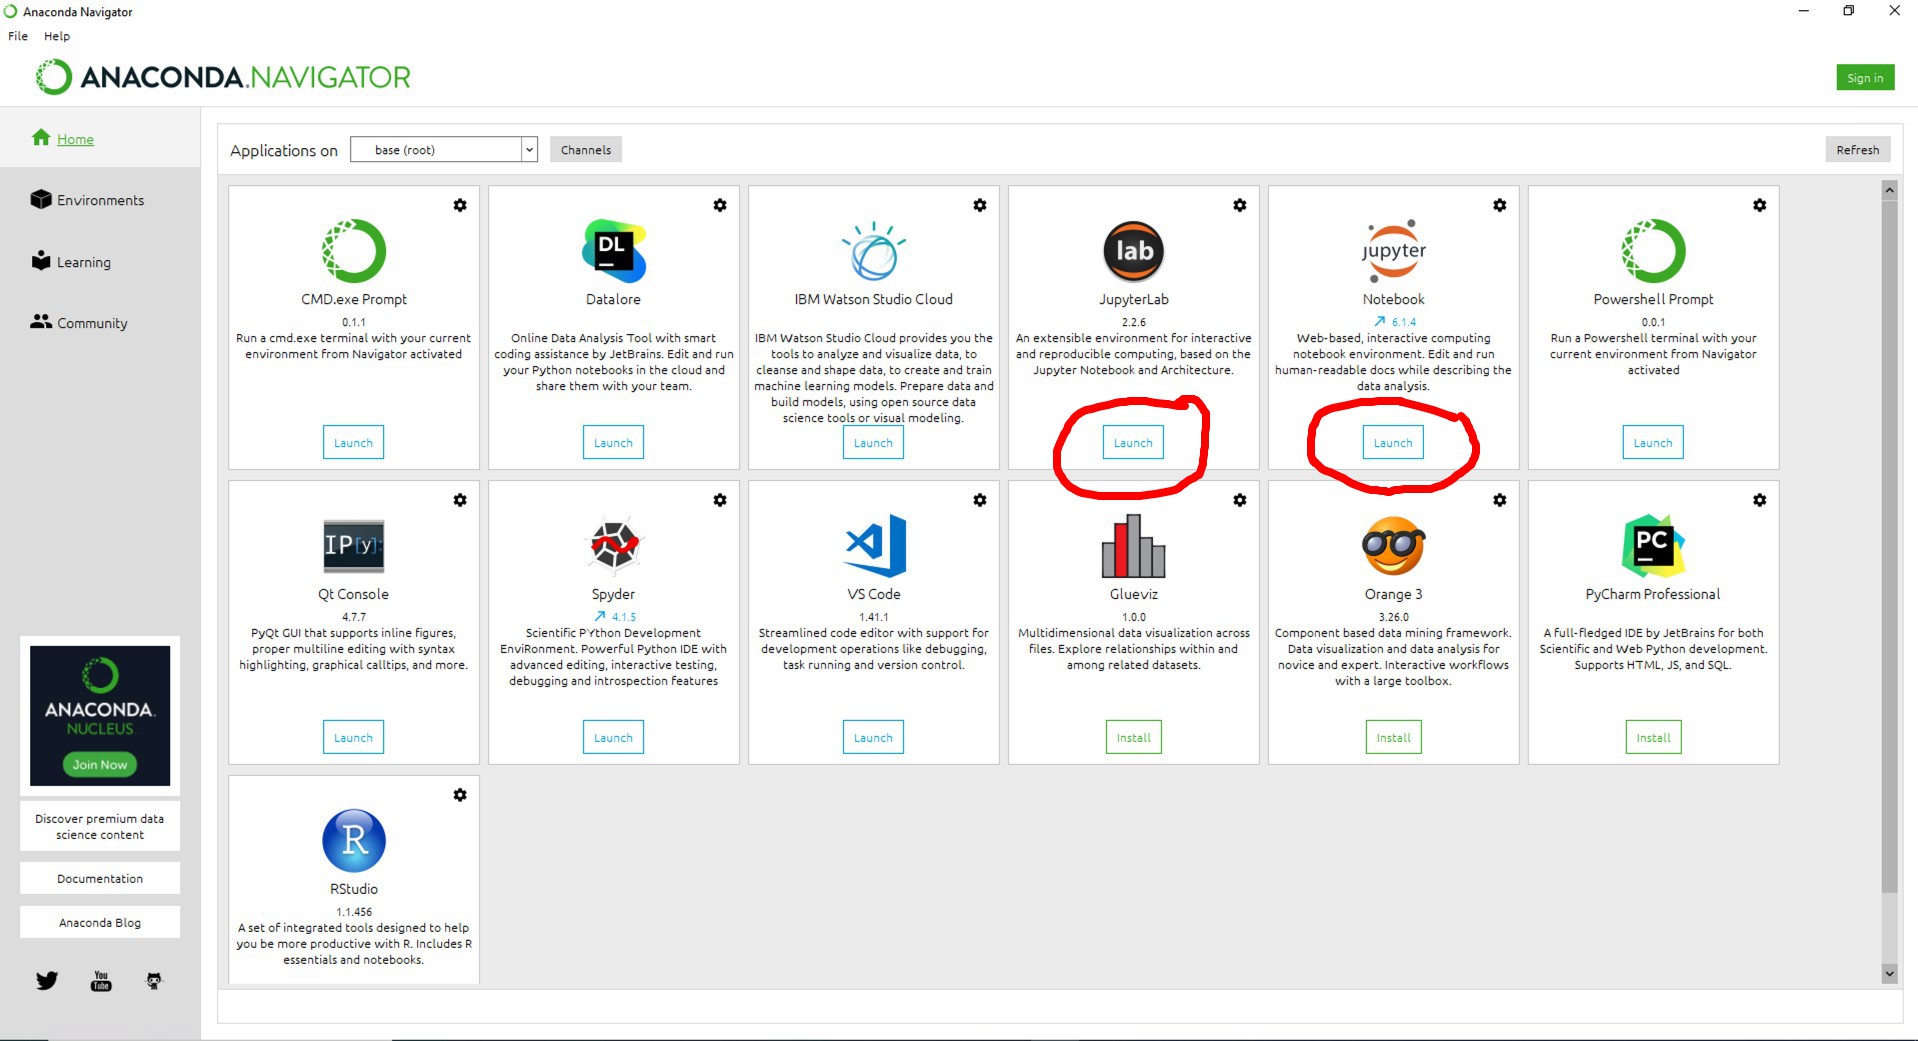 Anaconda Navigator
File Help
ANACONDA.NAVIGATOR
Sign in
Home
Environments
Learning
Community
Applications on base (root) Channels Refresh
CMD.exe Prompt
0.1.1
Run a cmd.exe terminal with your current
environment from Navigator activated
Launch
DL
Datalore
Online Data Analysis Tool with smart
coding assistance by JetBrains. Edit and run
your Python notebooks in the cloud and
share them with your team.
Launch
IBM Watson Studio Cloud
IBM Watson Studio Cloud provides you the
tools to analyze and visualize data, to
cleanse and shape data, to create and train
machine learning models. Prepare data and
build models, using open source data
science tools or visual modeling.
Launch
lab
JupyterLab
2.2.6
An extensible environment for interactive
and reproducible computing, based on the
Jupyter Notebook and Architecture.
Launch
jupyter
Notebook
6.1.4
Web-based, interactive computing
notebook environment. Edit and run
human-readable docs while describing the
data analysis.
Launch
Powershell Prompt
0.0.1
Run a Powershell terminal with your
current environment from Navigator
activated
Launch
IP[y]:
Qt Console
4.7.7
PyQt GUI that supports inline figures,
proper multiline editing with syntax
highlighting, graphical calltips, and more.
Launch
Spyder
4.1.5
Scientific PYthon Development
EnviRonment. Powerful Python IDE with
advanced editing, interactive testing,
debugging and introspection features
Launch
VS Code
1.41.1
Streamlined code editor with support for
development operations like debugging,
task running and version control.
Launch
Glueviz
1.0.0
Multidimensional data visualization across
files. Explore relationships within and
among related datasets.
Install
Orange 3
3.26.0
Component based data mining framework.
Data visualization and data analysis for
novice and expert. Interactive workflows
with a large toolbox.
Install
PC
PyCharm Professional
A full-fledged IDE by JetBrains for both
Scientific and Web Python development.
Supports HTML, JS, and SQL.
Install
R
RStudio
1.1.456
A set of integrated tools designed to help
you be more productive with R. Includes R
essentials and notebooks.
ANACONDA.
NUCLEUS
Join Now
Discover premium data
science content
Documentation
Anaconda Blog
You
Tube